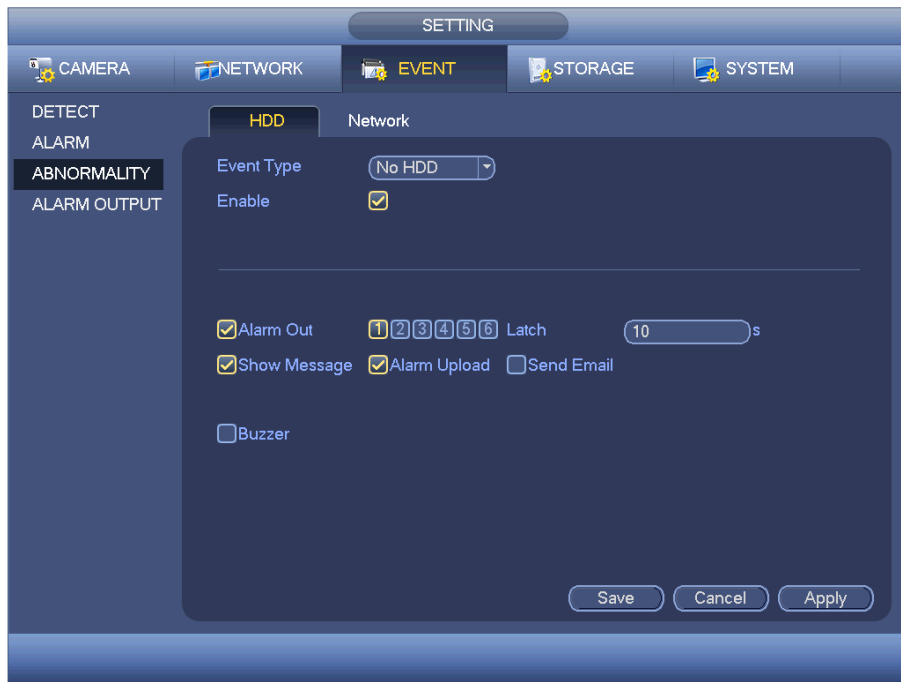 SETTING
CAMERA NETWORK EVENT STORAGE SYSTEM
DETECT
ALARM
ABNORMALITY
ALARM OUTPUT
HDD Network
Event Type No HDD
Enable
Alarm Out 1 2 3 4 5 6 Latch 10 s
Show Message Alarm Upload Send Email
Buzzer
Save Cancel Apply